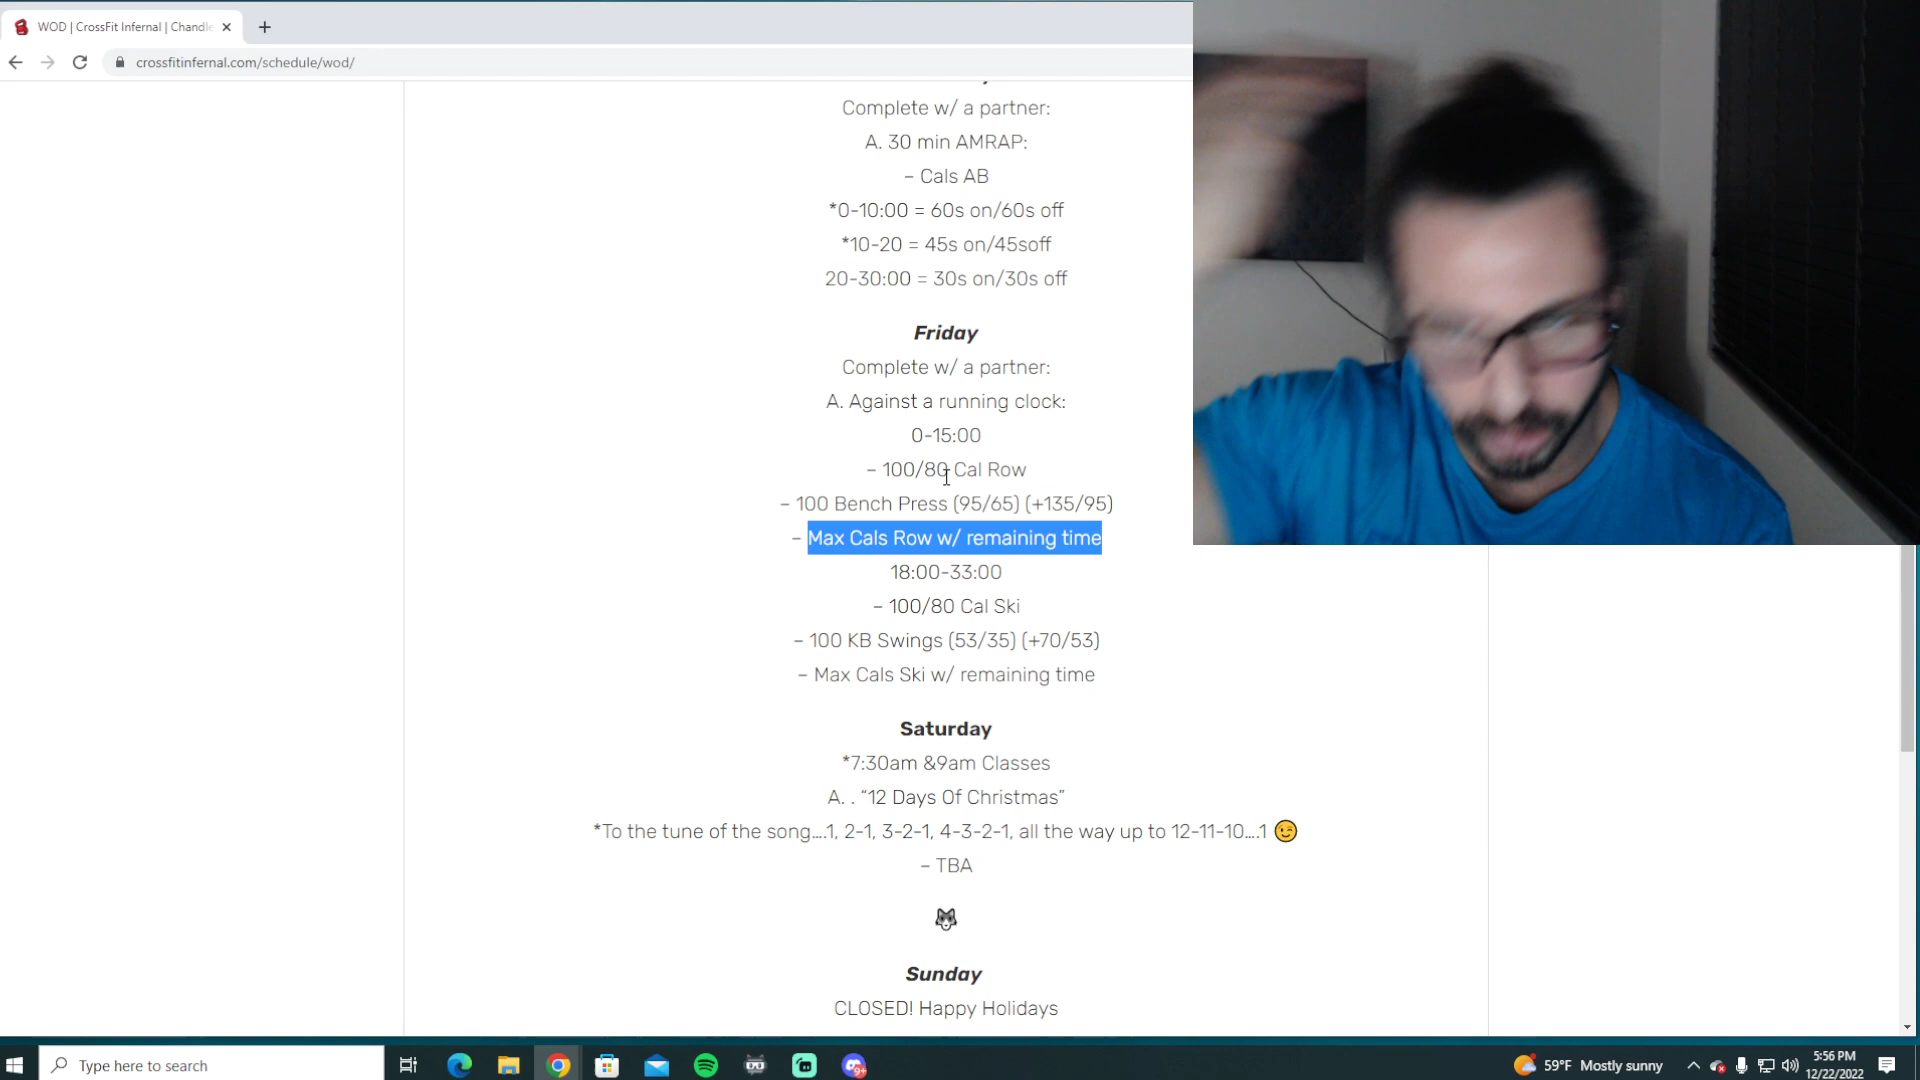 WOD | CrossFit Infernal | Chandle
crossfitinfernal.com/schedule/wod/
Complete w/ a partner:
A. 30 min AMRAP:
– Cals AB
*0-10:00 = 60s on/60s off
*10-20 = 45s on/45soff
20-30:00 = 30s on/30s off
Friday
Complete w/ a partner:
A. Against a running clock:
0-15:00
– 100/80 Cal Row
– 100 Bench Press (95/65) (+135/95)
– Max Cals Row w/ remaining time
18:00-33:00
– 100/80 Cal Ski
– 100 KB Swings (53/35) (+70/53)
– Max Cals Ski w/ remaining time
Saturday
*7:30am &9am Classes
A. . “12 Days Of Christmas”
*To the tune of the song….1, 2-1, 3-2-1, 4-3-2-1, all the way up to 12-11-10….1 😉
– TBA
Sunday
CLOSED! Happy Holidays
Type here to search
9+
59°F Mostly sunny
5:56 PM
12/22/2022